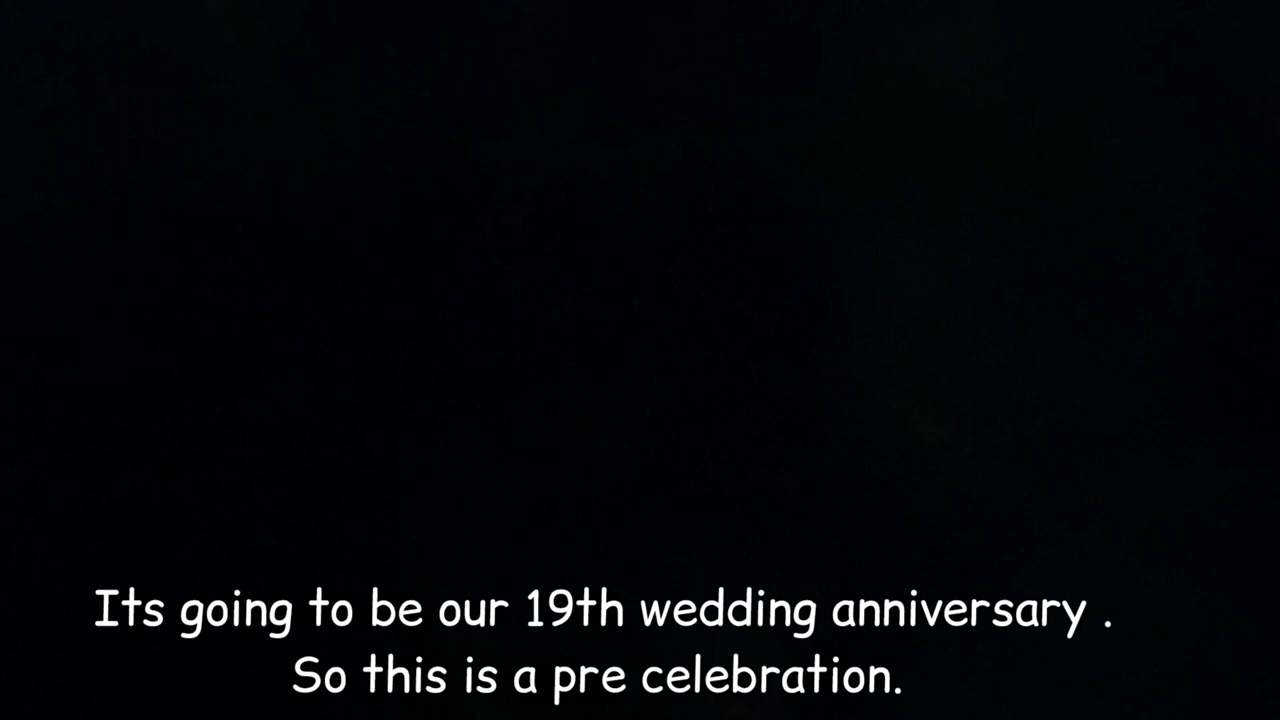 Its going to be our 19th wedding anniversary .
So this is a pre celebration.